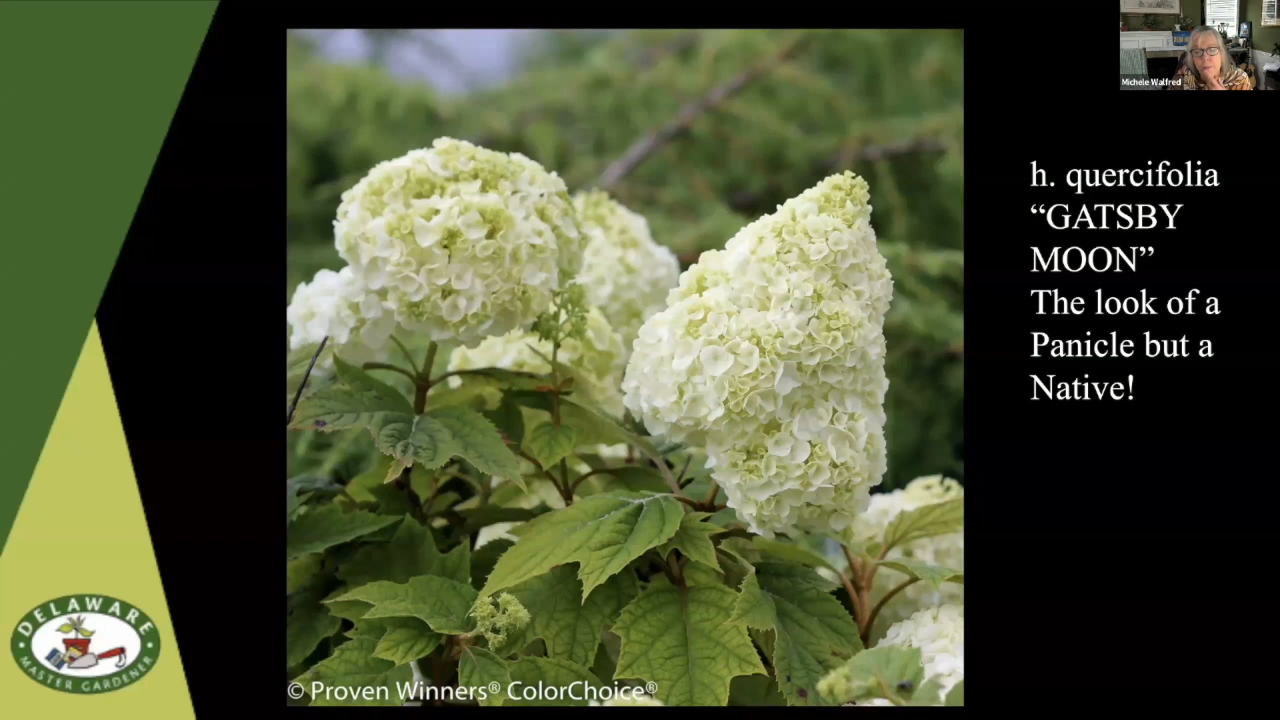 Michele Walfred
h. quercifolia
“GATSBY
MOON”
The look of a
Panicle but a
Native!
DELAWARE
MASTER GARDENER
© Proven Winners® ColorChoice®